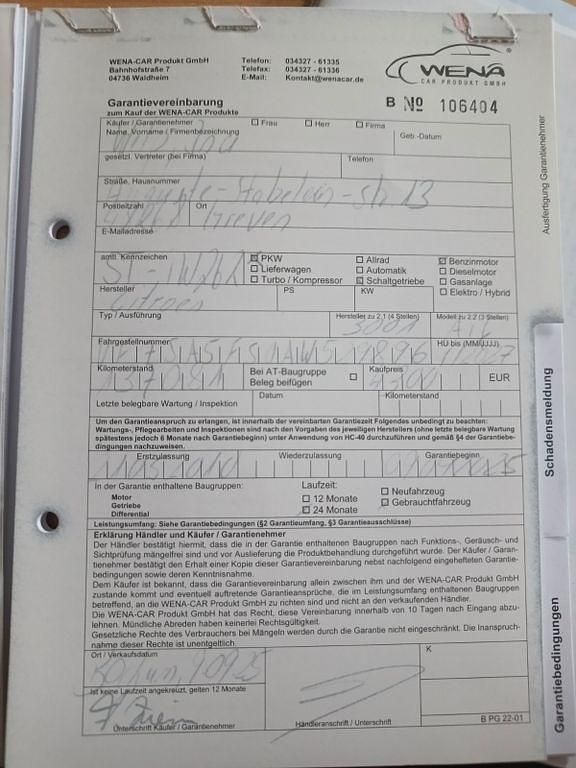 WENA-CAR Produkt GmbH
Bahnhofstraße 7
04736 Waldheim
Telefon: 034327 - 61335
Telefax: 034327 - 61336
E-Mail: Kontakt@wenacar.de
WENA®
CAR PRODUKT GMBH
Garantievereinbarung
zum Kauf der WENA-CAR Produkte
B No 106404
Käufer / Garantienehmer ☐ Frau ☐ Herr ☐ Firma
Name, Vorname / Firmenbezeichnung Geb.-Datum
gesetzl. Vertreter (bei Firma) Telefon
Straße, Hausnummer
13
Postleitzahl Ort
Greven
E-Mailadresse
amtl. Kennzeichen
☒ PKW ☐ Allrad ☒ Benzinmotor
☐ Lieferwagen ☐ Automatik ☐ Dieselmotor
☐ Turbo / Kompressor ☒ Schaltgetriebe ☐ Gasanlage
☐ Elektro / Hybrid
Hersteller PS KW
Citroen
Typ / Ausführung Hersteller zu 2.1 (4 Stellen) Modell zu 2.2 (3 Stellen)
3001
Fahrgestellnummer HU bis (MM/JJJJ)
Kilometerstand Bei AT-Baugruppe Beleg beifügen ☐ Kaufpreis EUR
Letzte belegbare Wartung / Inspektion Datum Kilometerstand
Um den Garantieanspruch zu erlangen, ist innerhalb der vereinbarten Garantiezeit Folgendes unbedingt zu beachten:
Wartungs-, Pflegearbeiten und Inspektionen sind nach den Vorgaben des jeweiligen Herstellers (ohne letzte belegbare Wartung
spätestens jedoch 6 Monate nach Garantiebeginn) unter Anwendung von HC-40 durchzuführen und gemäß §4 der Garantiebe-
dingungen nachzuweisen.
Erstzulassung Wiederzulassung Garantiebeginn
In der Garantie enthaltene Baugruppen: Laufzeit:
Motor ☐ 12 Monate ☐ Neufahrzeug
Getriebe ☒ 24 Monate ☒ Gebrauchtfahrzeug
Differential
Leistungsumfang: Siehe Garantiebedingungen (§2 Garantieumfang, §3 Garantieausschlüsse)
Erklärung Händler und Käufer / Garantienehmer
Der Händler bestätigt hiermit, dass die in der Garantie enthaltenen Baugruppen nach Funktions-, Geräusch- und
Sichtprüfung mängelfrei sind und vor Auslieferung die Produktbehandlung durchgeführt wurde. Der Käufer / Garan-
tienehmer bestätigt den Erhalt einer Kopie dieser Garantievereinbarung nebst nachfolgend eingehefteten Garantie-
bedingungen sowie deren Kenntnisnahme.
Dem Käufer ist bekannt, dass die Garantievereinbarung allein zwischen ihm und der WENA-CAR Produkt GmbH
zustande kommt und eventuell auftretende Garantieansprüche, die im Leistungsumfang enthaltenen Baugruppen
betreffend, an die WENA-CAR Produkt GmbH zu richten sind und nicht an den verkaufenden Händler.
Die WENA-CAR Produkt GmbH hat das Recht, diese Vereinbarung innerhalb von 10 Tagen nach Eingang abzu-
lehnen. Mündliche Abreden haben keinerlei Rechtsgültigkeit.
Gesetzliche Rechte des Verbrauchers bei Mängeln werden durch die Garantie nicht eingeschränkt. Die Inanspruch-
nahme dieser Rechte ist unentgeltlich.
Ort / Verkaufsdatum K
Ist keine Laufzeit angekreuzt, gelten 12 Monate
Unterschrift Käufer / Garantienehmer Händleranschrift / Unterschrift B PG 22-01
Ausfertigung Garantienehmer
Schadensmeldung
Garantiebedingungen